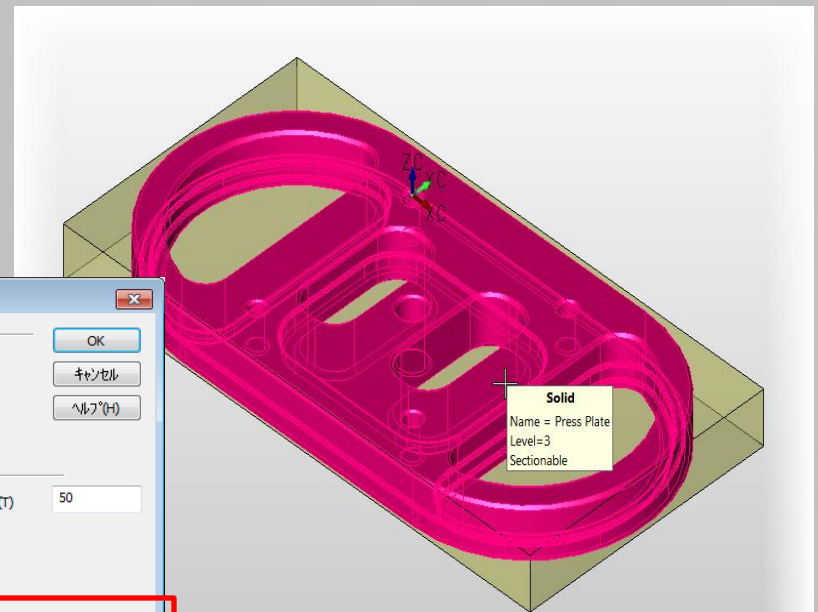 ZC
YC
XC
OK
キャンセル
ヘルプ(H)
(T)
50
Solid
Name = Press Plate
Level=3
Sectionable